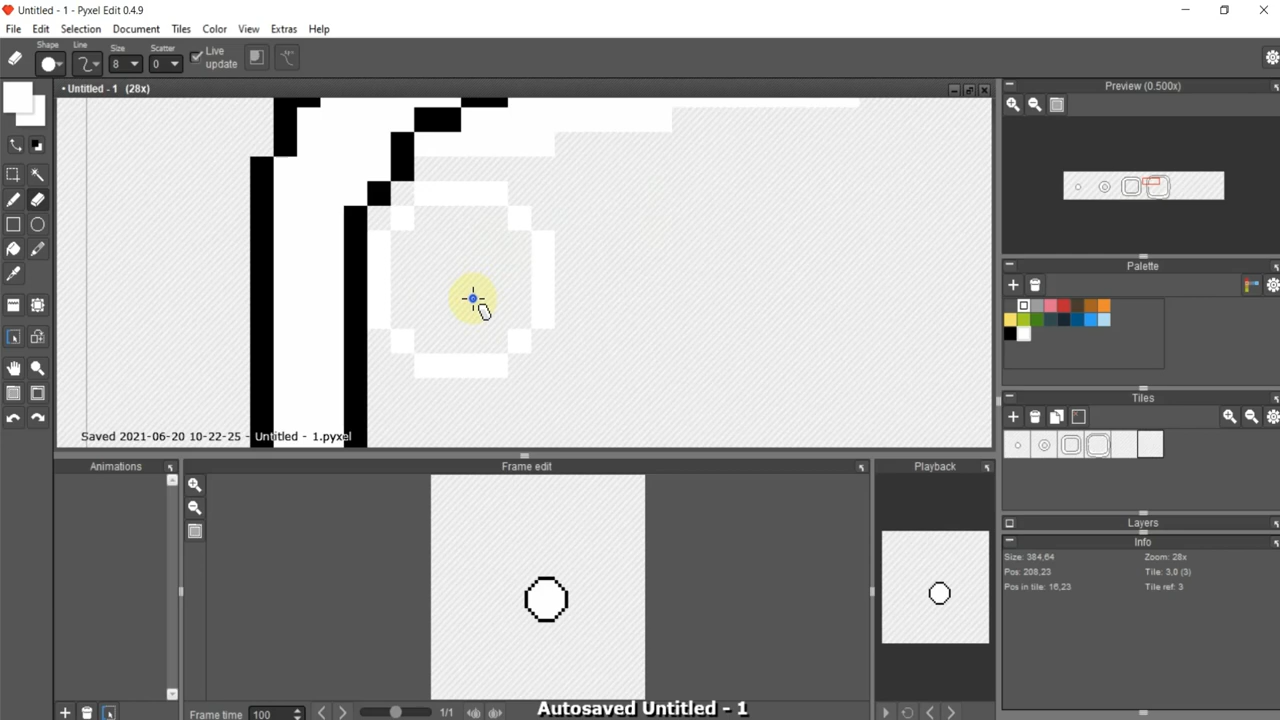 Untitled - 1 - Pyxel Edit 0.4.9
File Edit Selection Document Tiles Color View Extras Help
Shape Line Size Scatter
8 0 Live update
• Untitled - 1 (28x)
Preview (0.500x)
Palette
Saved 2021-06-20 10-22-25 - Untitled - 1.pyxel
Tiles
Animations Frame edit Playback
Layers
Info
Size: 384,64 Zoom: 28x
Pos: 208,23 Tile: 3,0 (3)
Pos in tile: 16,23 Tile ref: 3
Frame time 100 1/1
Autosaved Untitled - 1